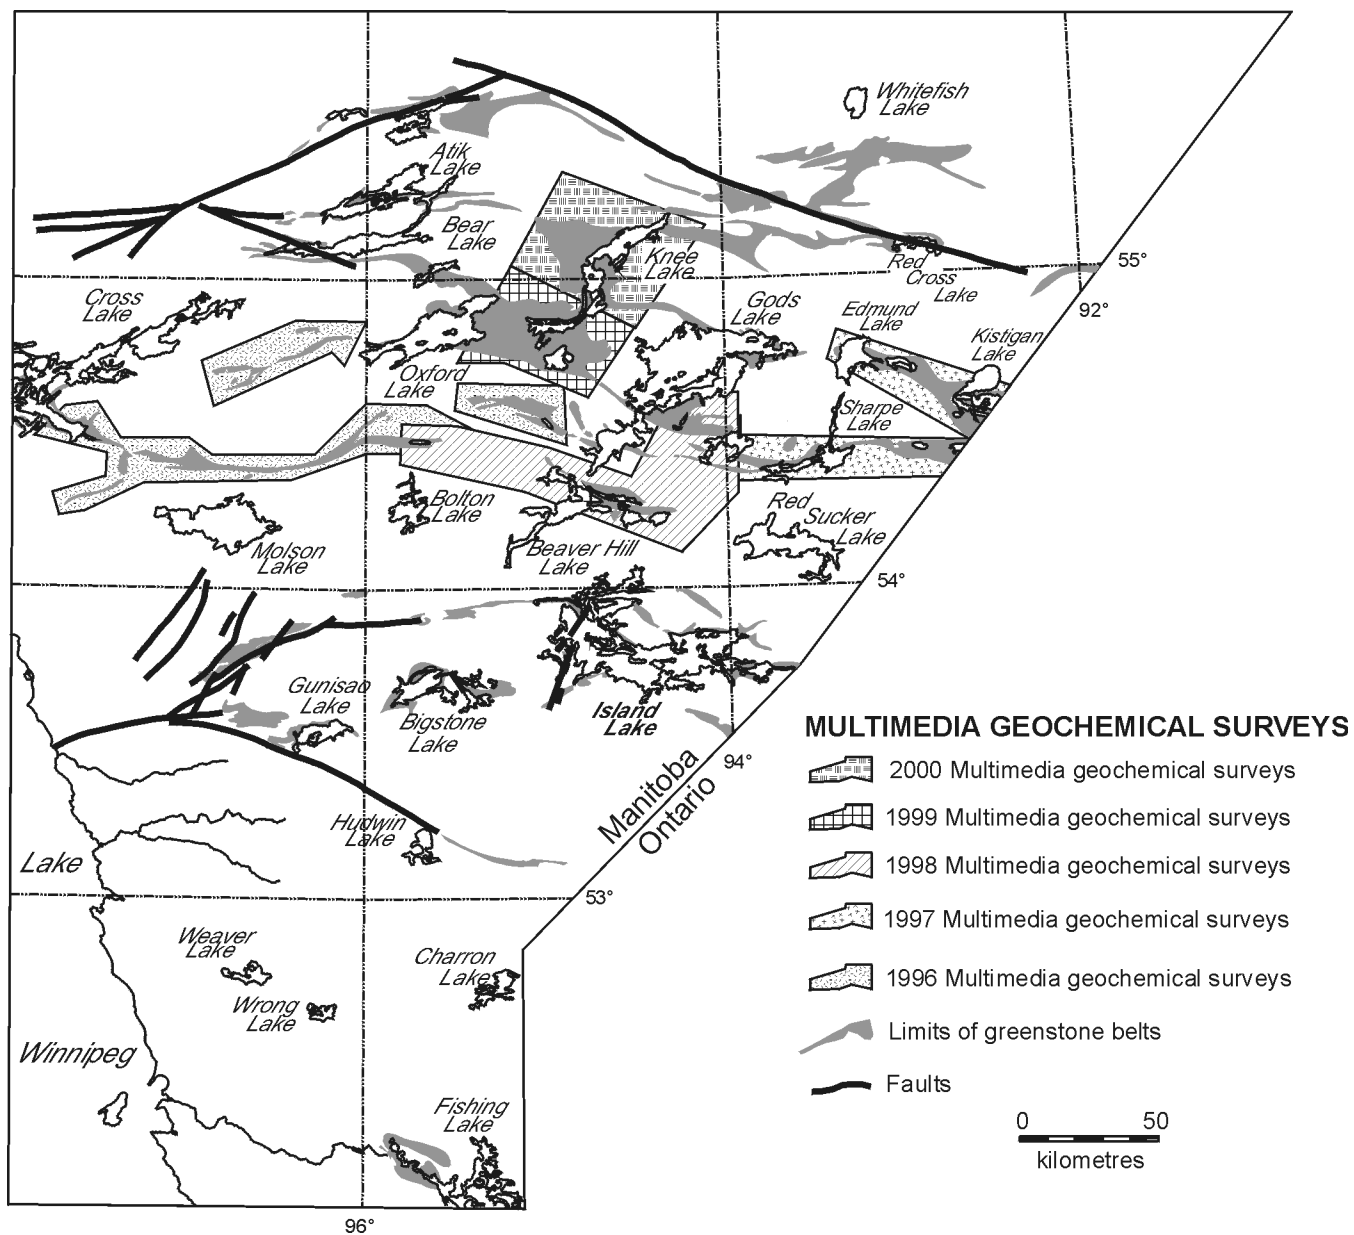 Whitefish
Lake
Atik
Lake
Bear
Lake
Knee
Lake
Red
Cross
Lake
55°
92°
Cross
Lake
Gods
Lake
Edmund
Lake
Kistigan
Lake
Oxford
Lake
Sharpe
Lake
Bolton
Lake
Red
Sucker
Lake
Molson
Lake
Beaver Hill
Lake
54°
Gunisao
Lake
Bigstone
Lake
Island
Lake
94°
Manitoba
Ontario
Hudwin
Lake
Lake
53°
Weaver
Lake
Wrong
Lake
Charron
Lake
Winnipeg
Fishing
Lake
96°
MULTIMEDIA GEOCHEMICAL SURVEYS
2000 Multimedia geochemical surveys
1999 Multimedia geochemical surveys
1998 Multimedia geochemical surveys
1997 Multimedia geochemical surveys
1996 Multimedia geochemical surveys
Limits of greenstone belts
Faults
0 50
kilometres